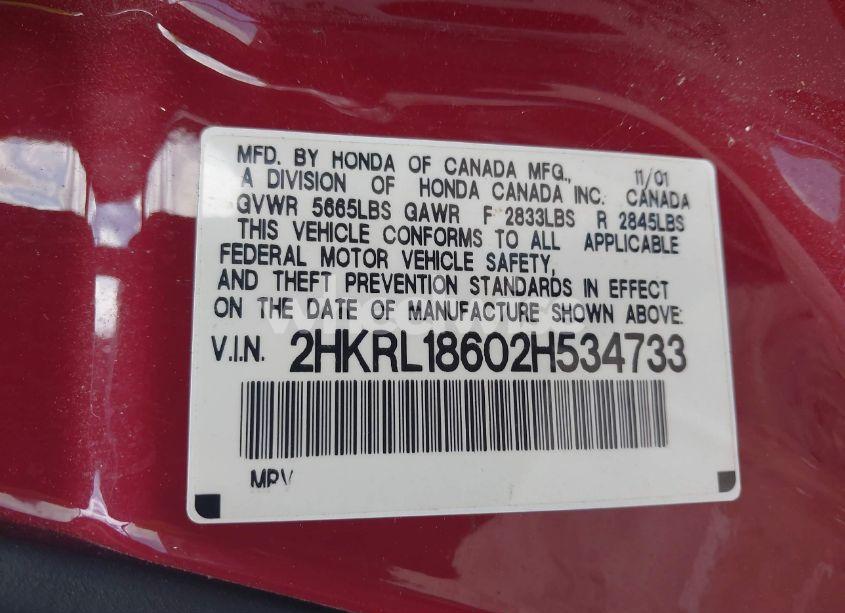 MFD. BY HONDA OF CANADA MFG., 11/01
A DIVISION OF HONDA CANADA INC. CANADA
GVWR 5665LBS GAWR F 2833LBS R 2845LBS
THIS VEHICLE CONFORMS TO ALL APPLICABLE
FEDERAL MOTOR VEHICLE SAFETY,
AND THEFT PREVENTION STANDARDS IN EFFECT
ON THE DATE OF MANUFACTURE SHOWN ABOVE:
V.I.N. 2HKRL18602H534733
MPV